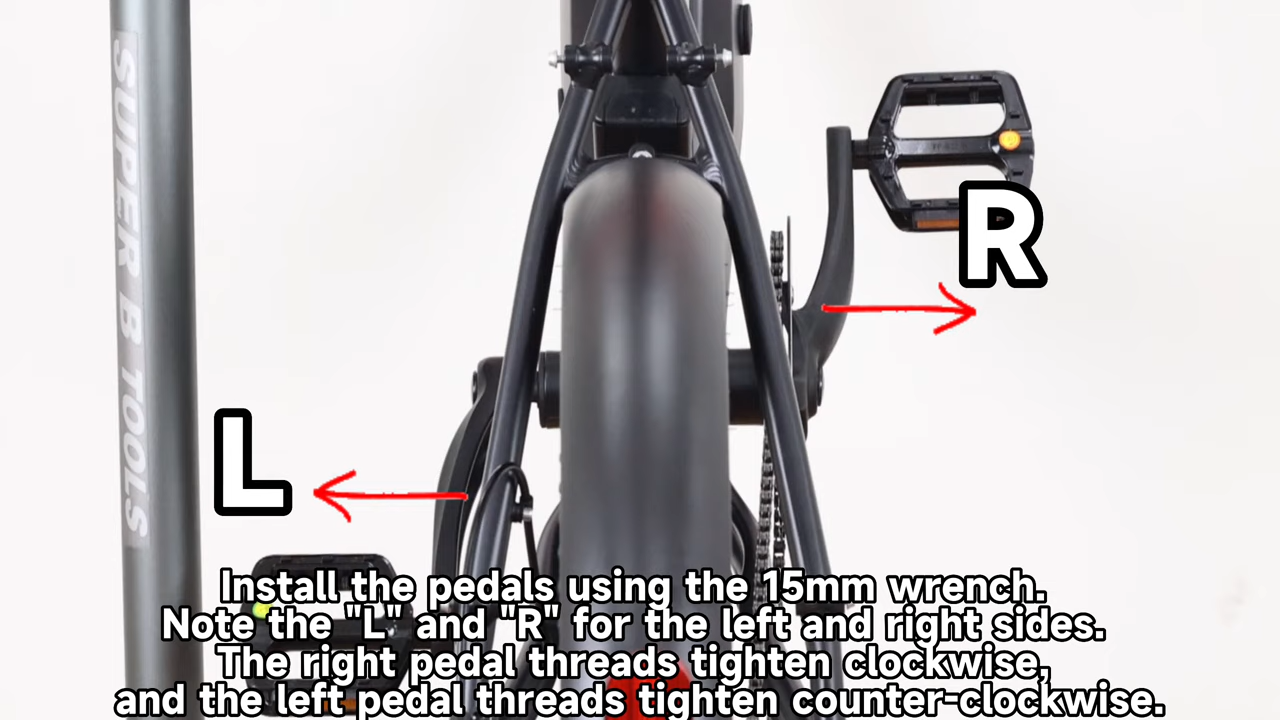 SUPER B TOOLS
R
L
Install the pedals using the 15mm wrench.
Note the "L" and "R" for the left and right sides.
The right pedal threads tighten clockwise,
and the left pedal threads tighten counter-clockwise.